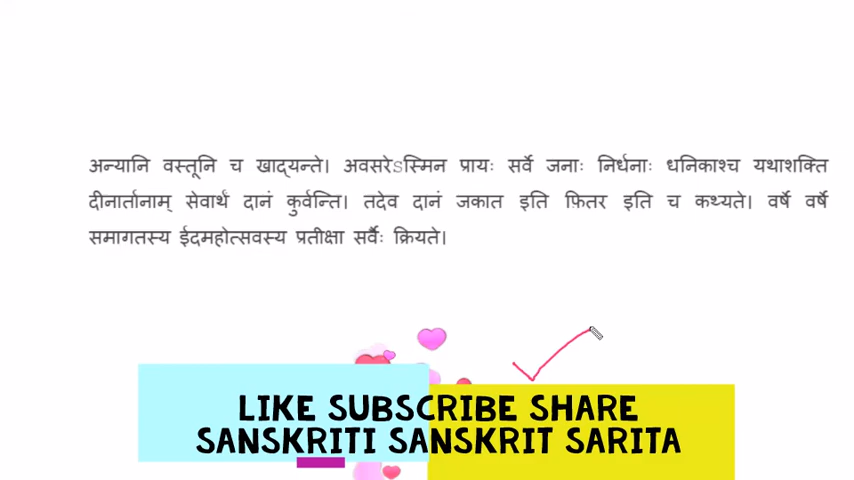 अन्यानि वस्तूनि च खाद्यन्ते। अवसरेsस्मिन प्रायः सर्वे जनाः निर्धनाः धनिकाश्च यथाशक्ति
दीनार्तानाम् सेवार्थं दानं कुर्वन्ति। तदेव दानं जकात इति फ़ितर इति च कथ्यते। वर्षे वर्षे
समागतस्य ईदमहोत्सवस्य प्रतीक्षा सर्वैः क्रियते।
LIKE SUBSCRIBE SHARE
SANSKRITI SANSKRIT SARITA